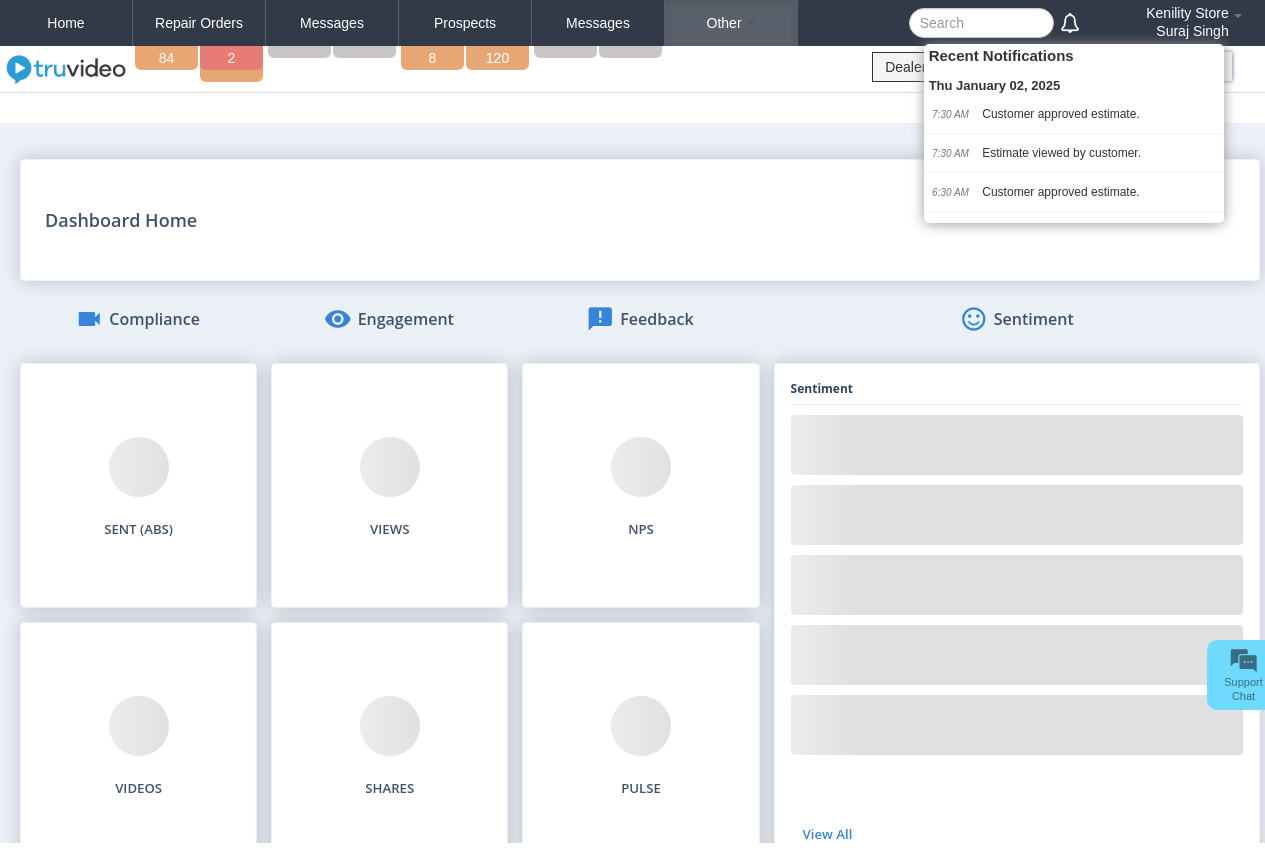 Home
Repair Orders
Messages
Prospects
Messages
Other
Search
Kenility Store
Suraj Singh
truvideo
84
2
8
120
Dealer
Recent Notifications
Thu January 02, 2025
7:30 AM Customer approved estimate.
7:30 AM Estimate viewed by customer.
6:30 AM Customer approved estimate.
Dashboard Home
Compliance
Engagement
Feedback
Sentiment
Sentiment
SENT (ABS)
VIEWS
NPS
VIDEOS
SHARES
PULSE
Support
Chat
View All